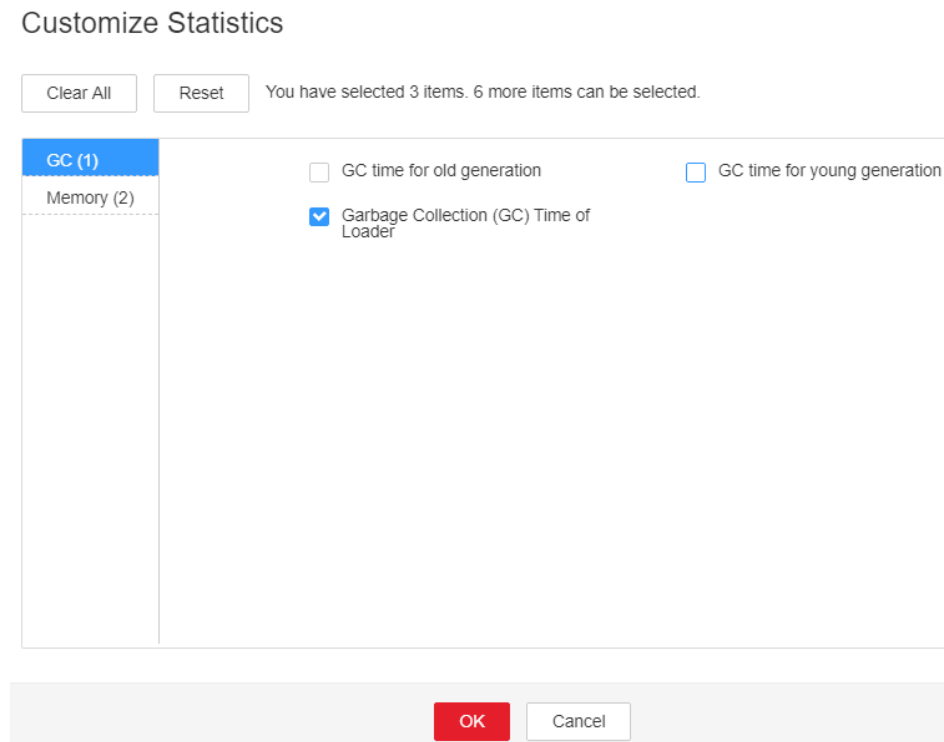 Customize Statistics
Clear All
Reset
You have selected 3 items. 6 more items can be selected.
GC (1)
Memory (2)
GC time for old generation
GC time for young generation
Garbage Collection (GC) Time of
Loader
OK
Cancel